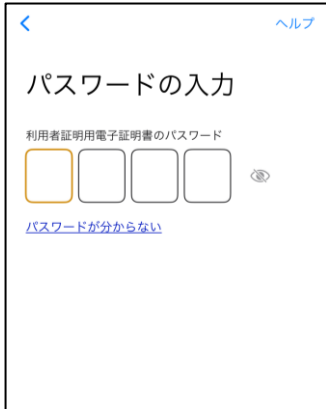 ヘルプ
パスワードの入力
利用者証明用電子証明書のパスワード
パスワードが分からない